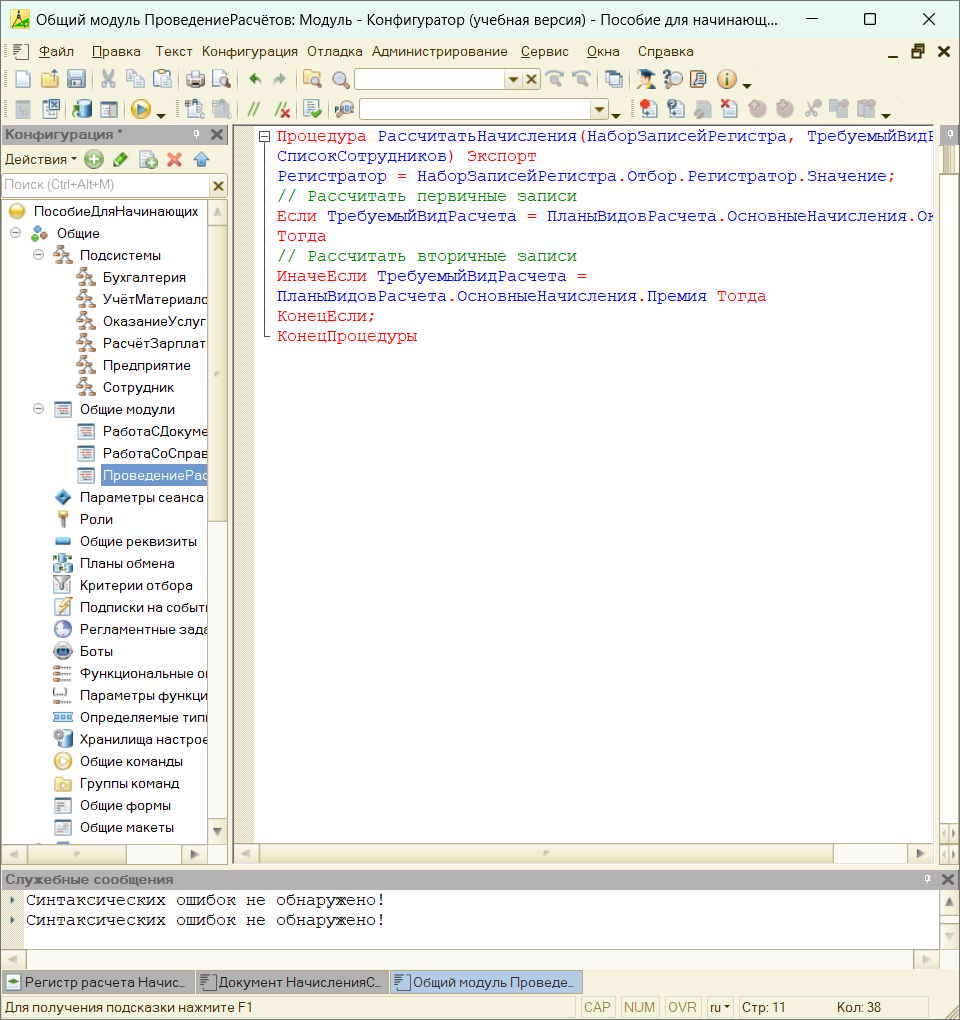 Общий модуль ПроведениеРасчётов: Модуль - Конфигуратор (учебная версия) - Пособие для начинающ...
Файл Правка Текст Конфигурация Отладка Администрирование Сервис Окна Справка
Конфигурация *
Действия
Поиск (Ctrl+Alt+M)
ПособиеДляНачинающих
Общие
Подсистемы
Бухгалтерия
УчётМатериало
ОказаниеУслуг
РасчётЗарплат
Предприятие
Сотрудник
Общие модули
РаботаСДокуме
РаботаСоСправ
ПроведениеРас
Параметры сеанса
Роли
Общие реквизиты
Планы обмена
Критерии отбора
Подписки на событи
Регламентные зада
Боты
Функциональные о
Параметры функци
Определяемые типы
Хранилища настрое
Общие команды
Группы команд
Общие формы
Общие макеты
Процедура РассчитатьНачисления(НаборЗаписейРегистра, ТребуемыйВидР
СписокСотрудников) Экспорт
Регистратор = НаборЗаписейРегистра.Отбор.Регистратор.Значение;
// Рассчитать первичные записи
Если ТребуемыйВидРасчета = ПланыВидовРасчета.ОсновныеНачисления.Ок
Тогда
// Рассчитать вторичные записи
ИначеЕсли ТребуемыйВидРасчета =
ПланыВидовРасчета.ОсновныеНачисления.Премия Тогда
КонецЕсли;
КонецПроцедуры
Служебные сообщения
Синтаксических ошибок не обнаружено!
Синтаксических ошибок не обнаружено!
Регистр расчета Начис... Документ НачисленияС... Общий модуль Проведе...
Для получения подсказки нажмите F1 CAP NUM OVR ru Стр: 11 Кол: 38